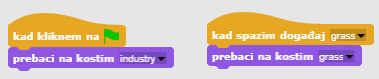 kad kliknem na
prebaci na kostim industry
kad spazim događaj grass
prebaci na kostim grass